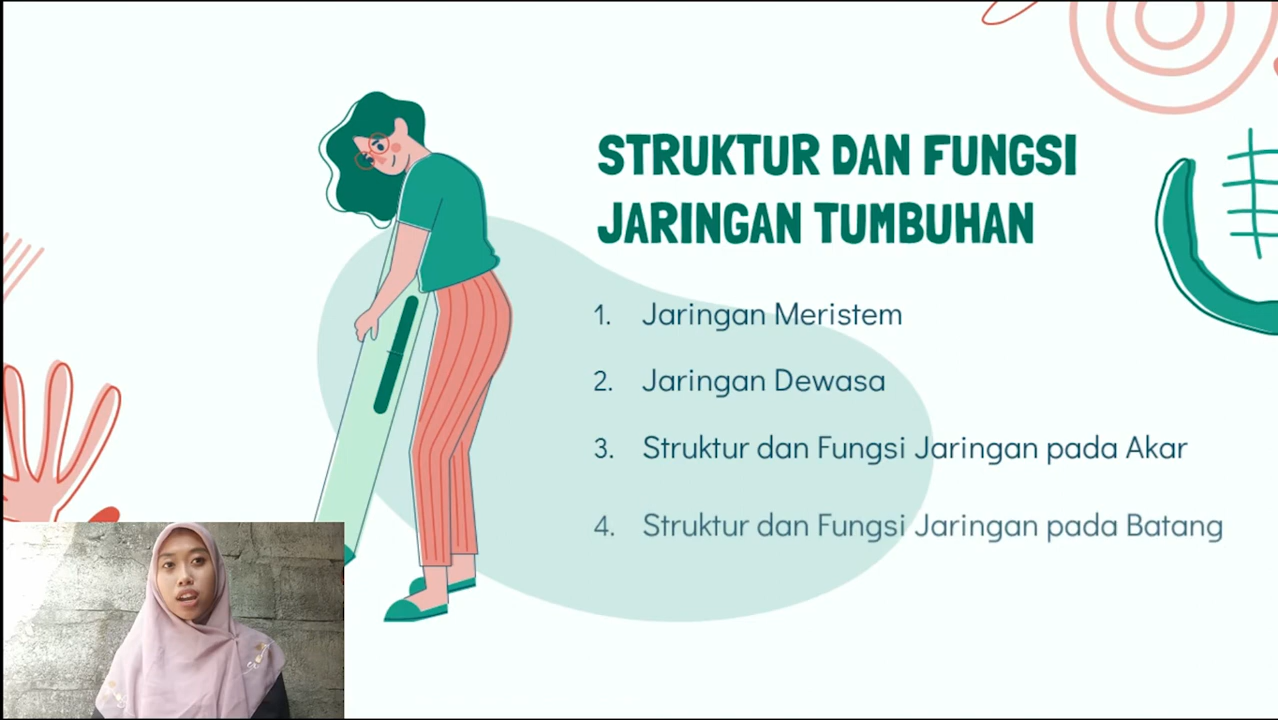 STRUKTUR DAN FUNGSI
JARINGAN TUMBUHAN
1. Jaringan Meristem
2. Jaringan Dewasa
3. Struktur dan Fungsi Jaringan pada Akar
4. Struktur dan Fungsi Jaringan pada Batang